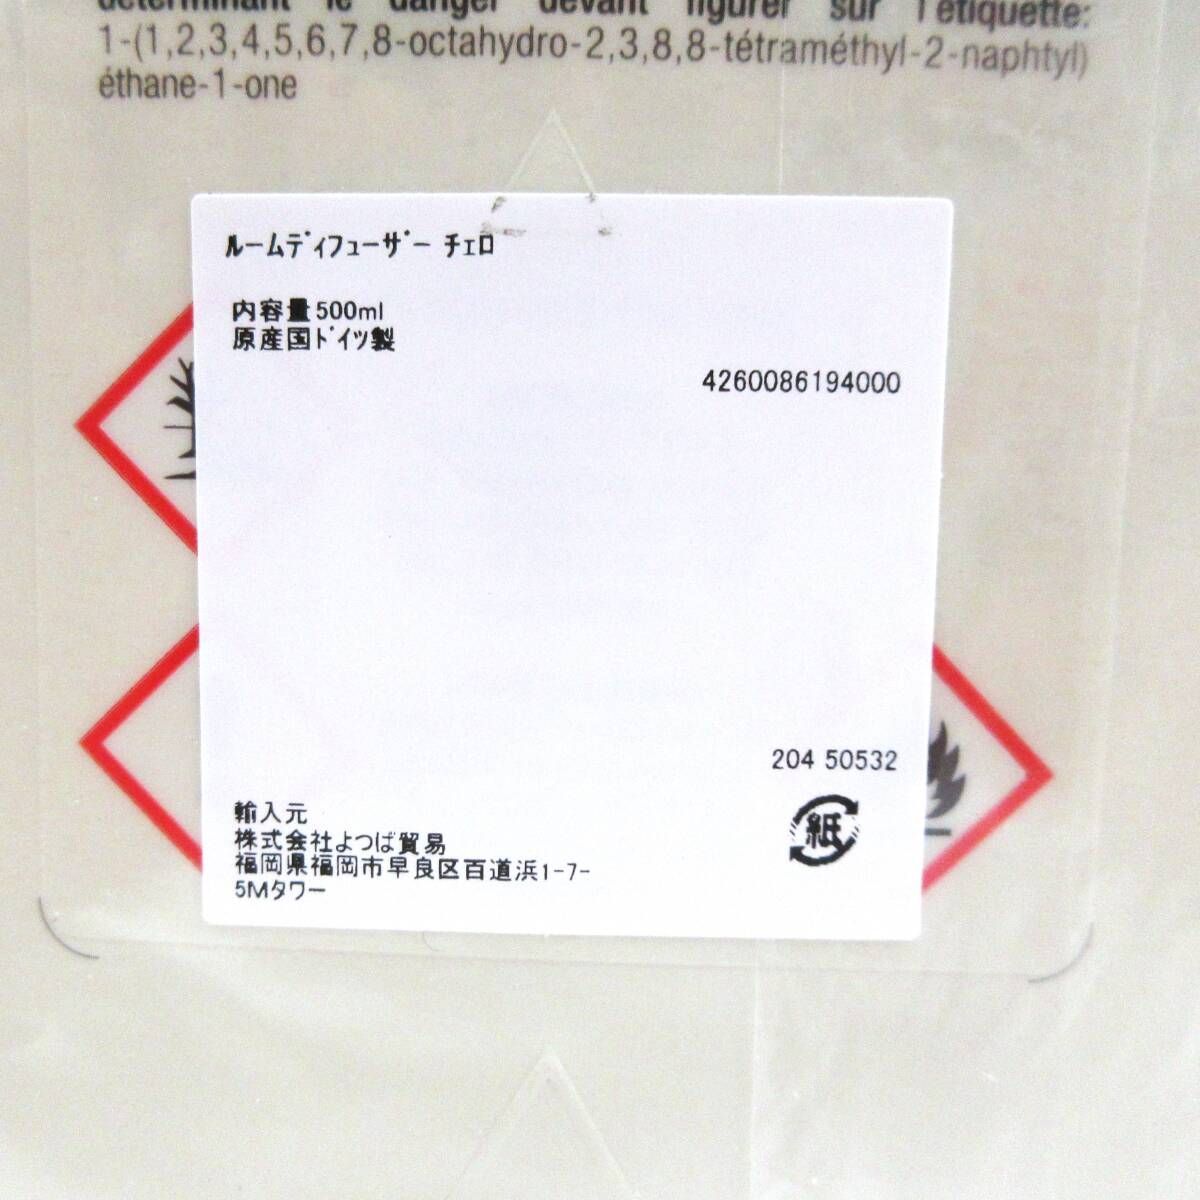 déterminant le danger devant figurer sur l'étiquette:
1-(1,2,3,4,5,6,7,8-octahydro-2,3,8,8-tétraméthyl-2-naphtyl)
éthane-1-one
ﾙｰﾑﾃﾞｨﾌｭｰｻﾞｰ ﾁｪﾛ
内容量500ml
原産国ﾄﾞｲﾂ製
4260086194000
204 50532
輸入元
株式会社よつば貿易
福岡県福岡市早良区百道浜1-7-
5Mタワー
紙